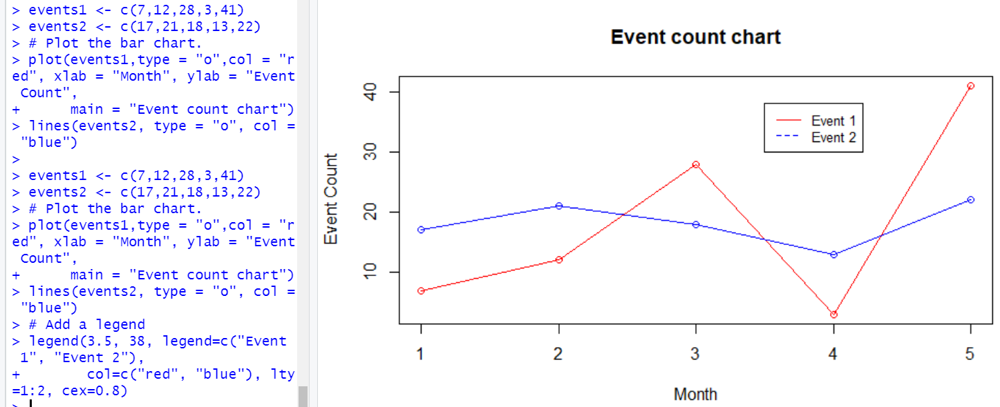 > events1 <- c(7,12,28,3,41)
> events2 <- c(17,21,18,13,22)
> # Plot the bar chart.
> plot(events1,type = "o",col = "r
ed", xlab = "Month", ylab = "Event
 Count",
+      main = "Event count chart")
> lines(events2, type = "o", col =
 "blue")
>
> events1 <- c(7,12,28,3,41)
> events2 <- c(17,21,18,13,22)
> # Plot the bar chart.
> plot(events1,type = "o",col = "r
ed", xlab = "Month", ylab = "Event
 Count",
+      main = "Event count chart")
> lines(events2, type = "o", col =
 "blue")
> # Add a legend
> legend(3.5, 38, legend=c("Event
 1", "Event 2"),
+        col=c("red", "blue"), lty
=1:2, cex=0.8)
>
Event count chart
Event Count
40
30
20
10
Event 1
Event 2
1 2 3 4 5
Month